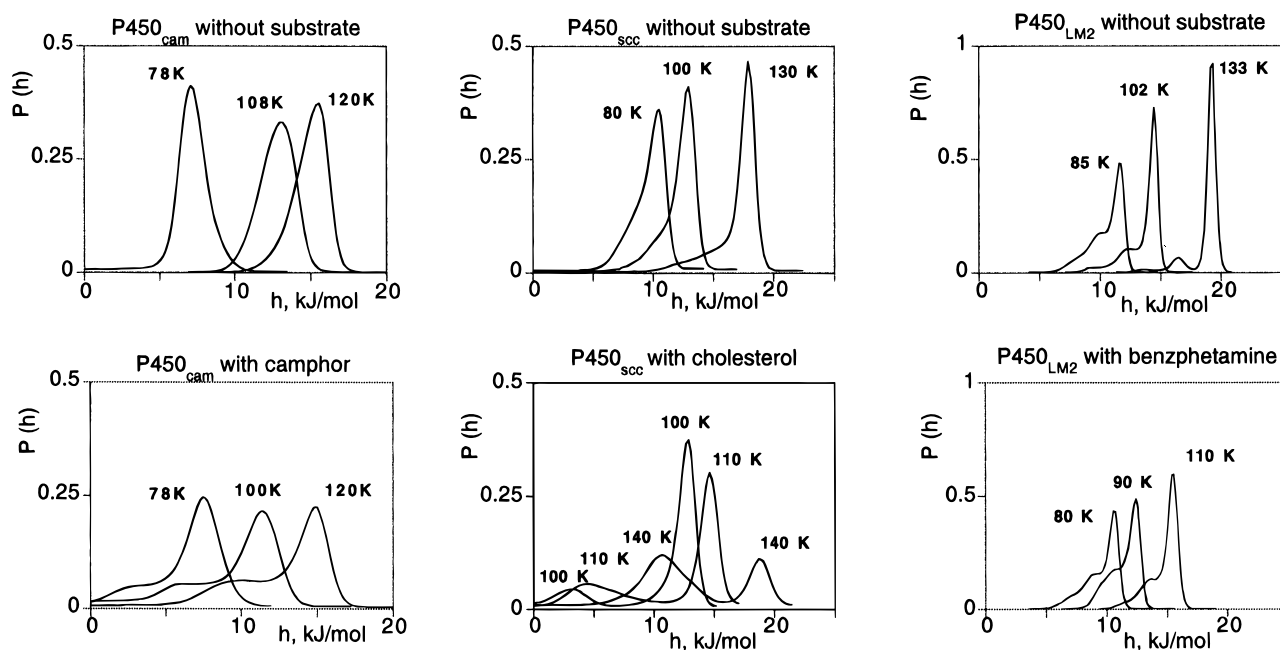 P450cam without substrate
0.5
78K
108K
120K
P (h)
0.25
0
0
10
20
h, kJ/mol
P450scc without substrate
0.5
100 K
130 K
80 K
P (h)
0.25
0
0
10
20
h, kJ/mol
P450LM2 without substrate
1
133 K
102 K
85 K
P (h)
0.5
0
0
10
20
h, kJ/mol
P450cam with camphor
0.5
78K
100K
120K
P (h)
0.25
0
0
10
20
h, kJ/mol
P450scc with cholesterol
0.5
100 K
110 K
140 K
140 K
110 K
100 K
P (h)
0.25
0
0
10
20
h, kJ/mol
P450LM2 with benzphetamine
1
110 K
90 K
80 K
P (h)
0.5
0
0
10
20
h, kJ/mol